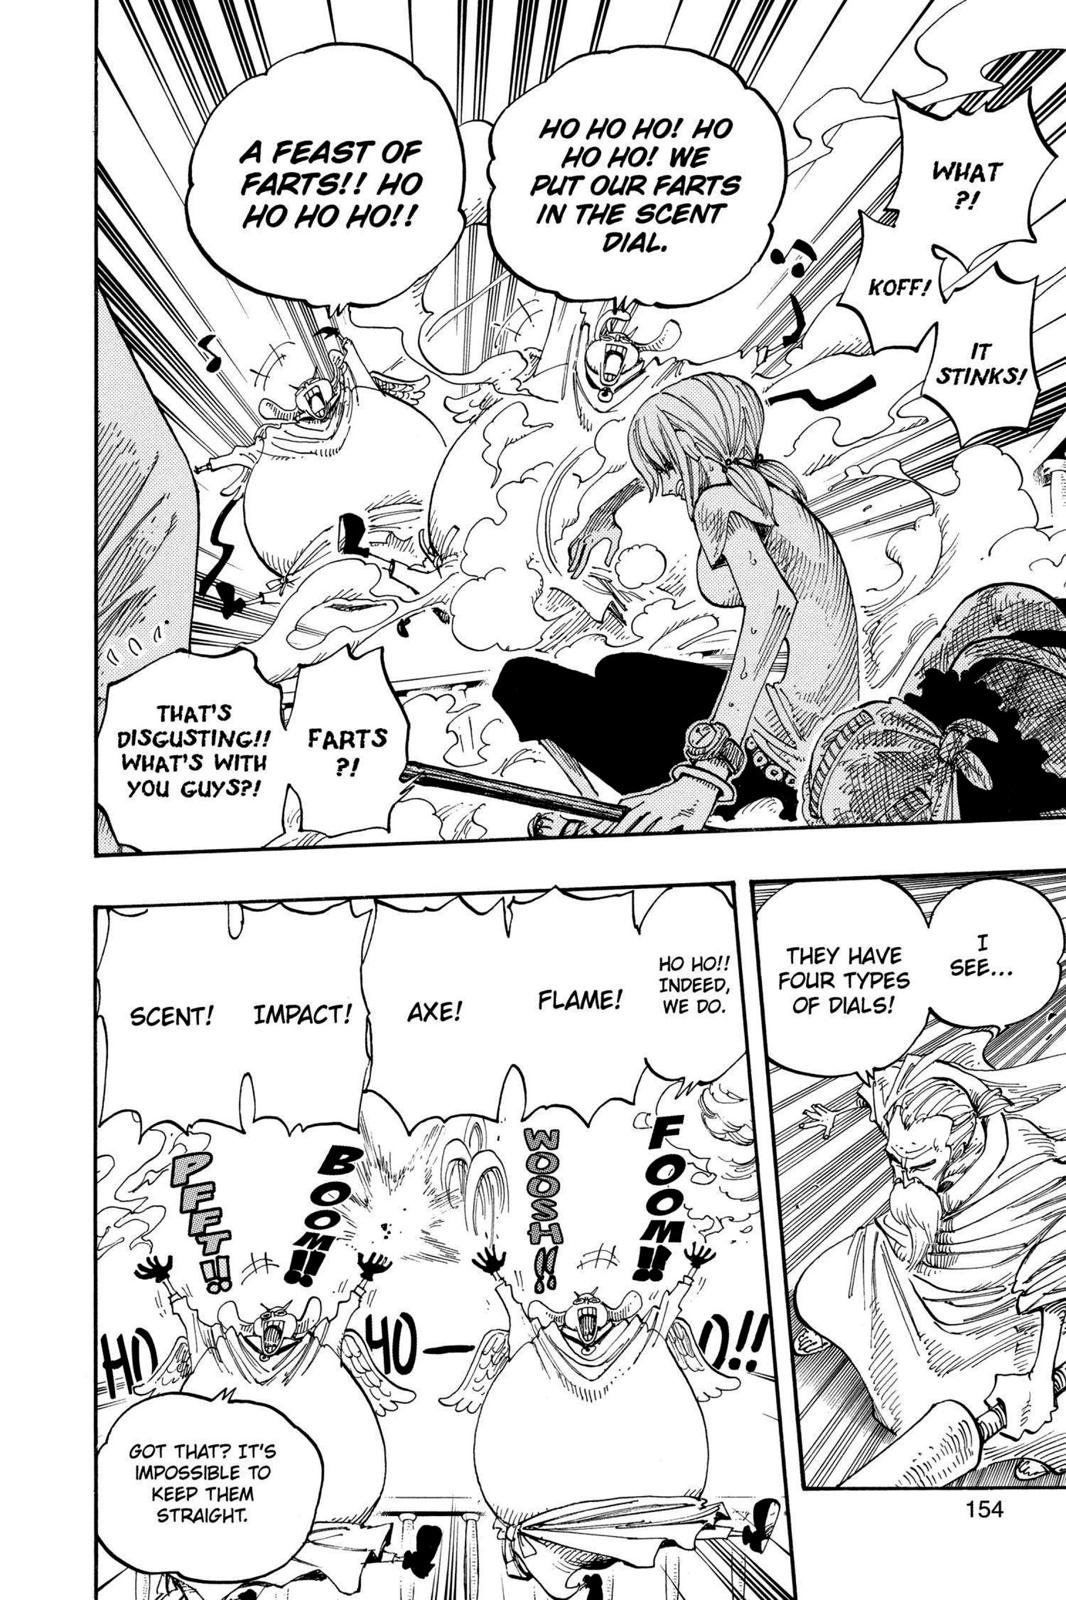 WHAT
?!
KOFF!
IT
STINKS!
HO HO HO! HO
HO HO! WE
PUT OUR FARTS
IN THE SCENT
DIAL.
A FEAST OF
FARTS!! HO
HO HO HO!!
FARTS
?!
THAT'S
DISGUSTING!!
WHAT'S WITH
YOU GUYS?!
I
SEE...
THEY HAVE
FOUR TYPES
OF DIALS!
HO HO!!
INDEED,
WE DO.
FLAME!
AXE!
IMPACT!
SCENT!
FOOM!!
WOOSH!!
BOOM!!
PFFT!!
HO
HO—
O!!
GOT THAT? IT'S
IMPOSSIBLE TO
KEEP THEM
STRAIGHT.
154